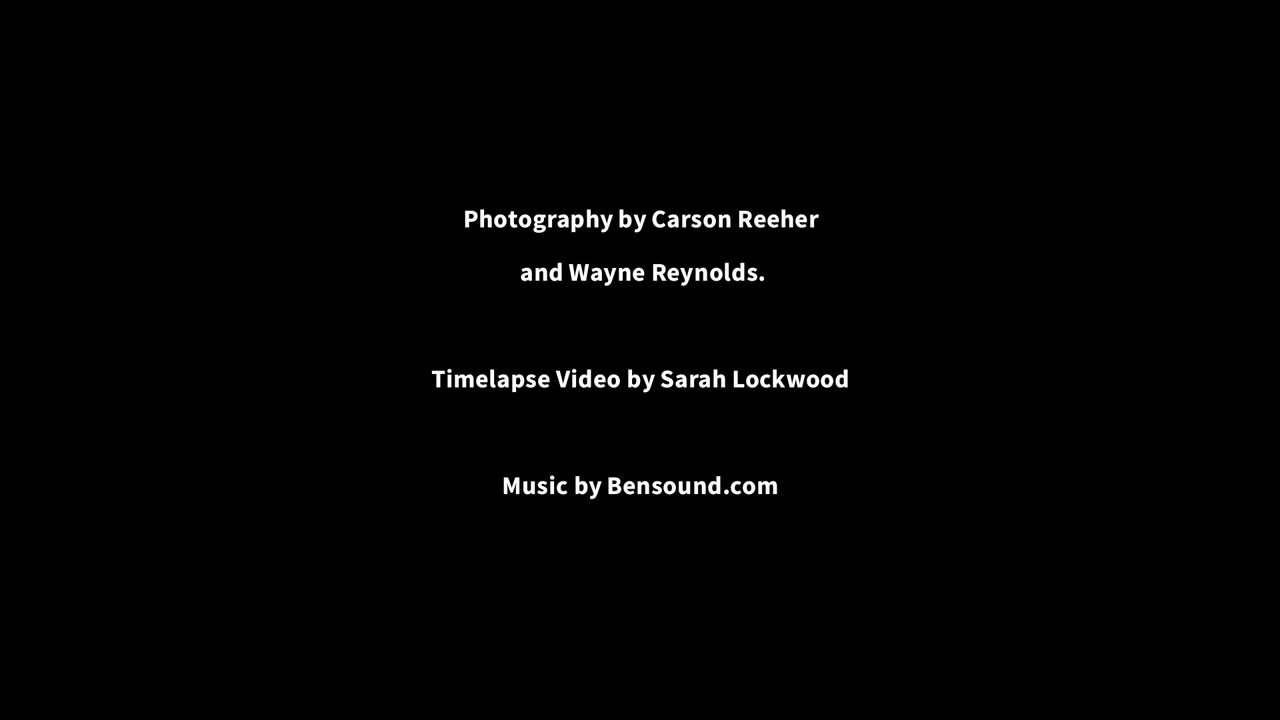 Photography by Carson Reeher
and Wayne Reynolds.
Timelapse Video by Sarah Lockwood
Music by Bensound.com